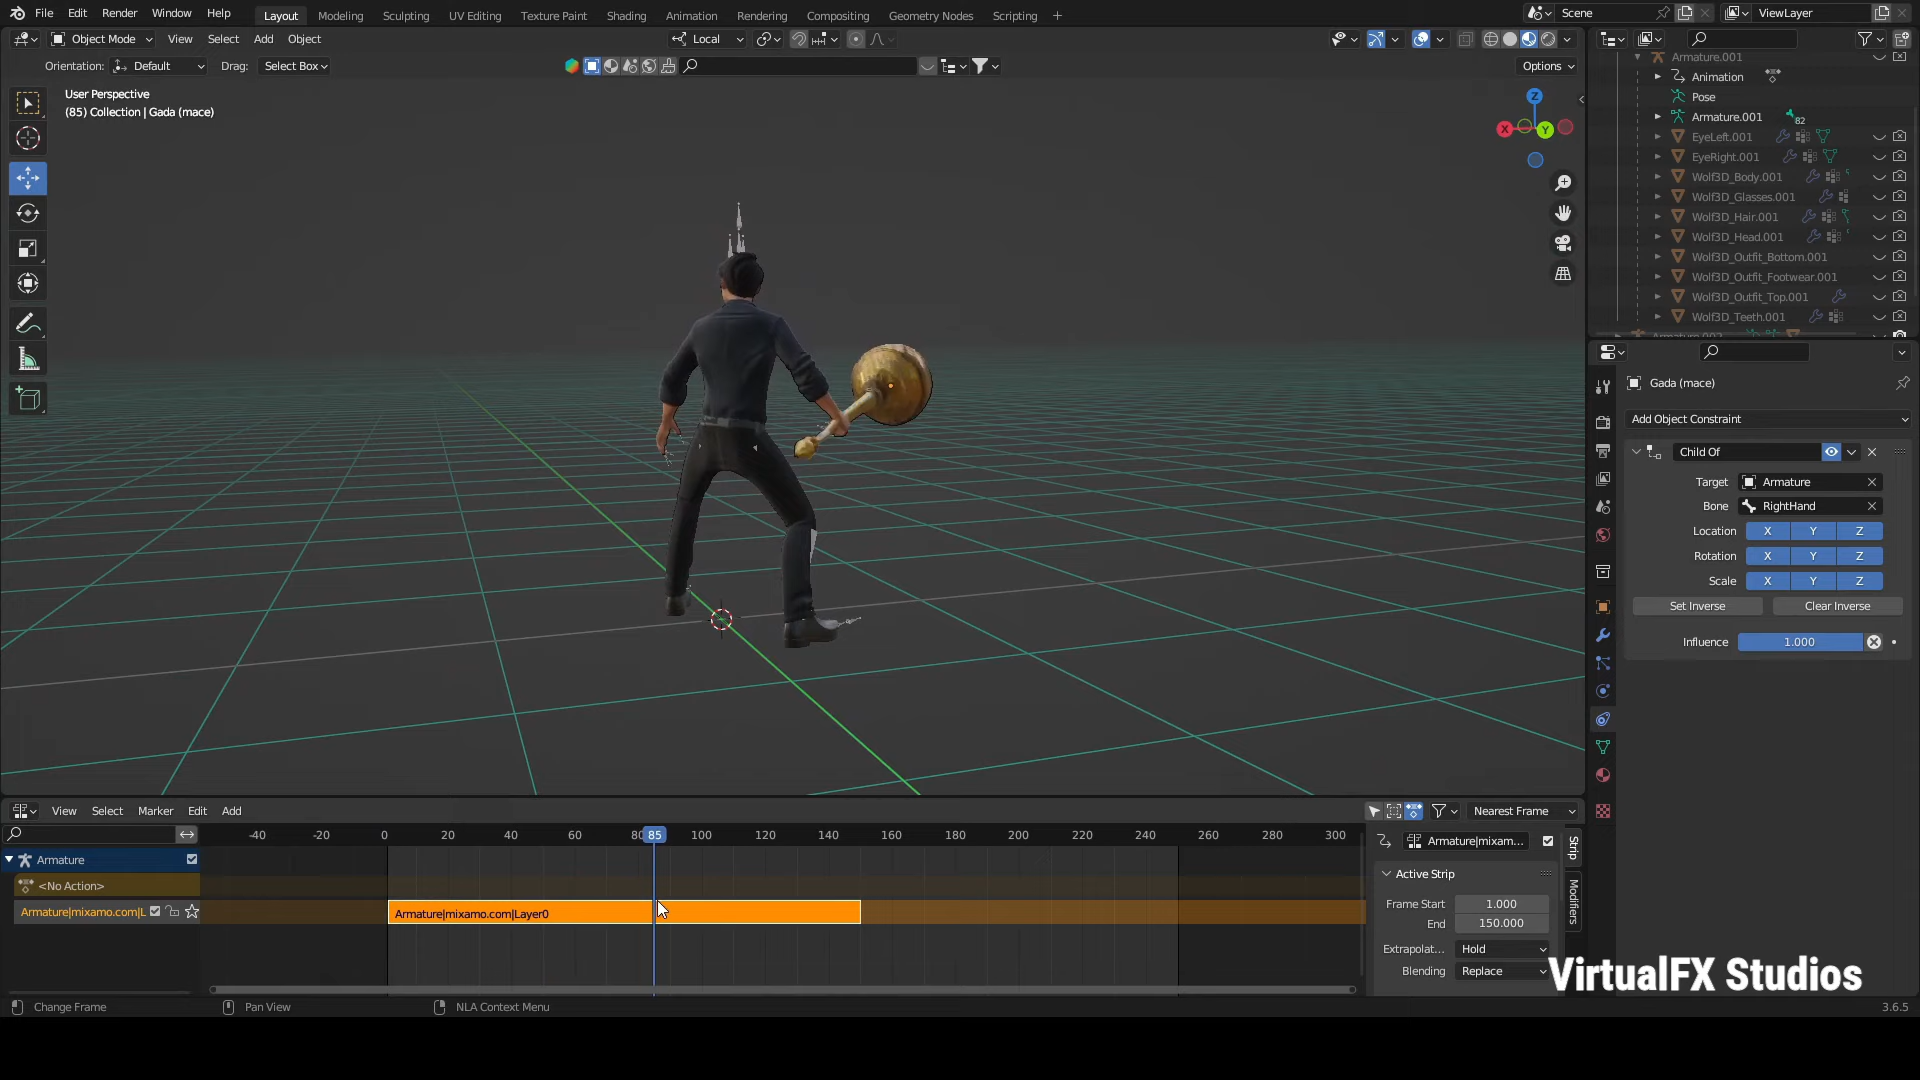 File Edit Render Window Help Layout Modeling Sculpting UV Editing Texture Paint Shading Animation Rendering Compositing Geometry Nodes Scripting + Scene ViewLayer
Object Mode View Select Add Object Local
Orientation: Default Drag: Select Box Options
User Perspective
(85) Collection | Gada (mace)
Z
X
Y
Armature.001
Animation
Pose
Armature.001 82
EyeLeft.001
EyeRight.001
Wolf3D_Body.001
Wolf3D_Glasses.001
Wolf3D_Hair.001
Wolf3D_Head.001
Wolf3D_Outfit_Bottom.001
Wolf3D_Outfit_Footwear.001
Wolf3D_Outfit_Top.001
Wolf3D_Teeth.001
Gada (mace)
Add Object Constraint
Child Of
Target Armature
Bone RightHand
Location X Y Z
Rotation X Y Z
Scale X Y Z
Set Inverse Clear Inverse
Influence 1.000
View Select Marker Edit Add Nearest Frame
-40 -20 0 20 40 60 80 85 100 120 140 160 180 200 220 240 260 280 300
Armature
<No Action>
Armature|mixamo.com|L
Armature|mixamo.com|Layer0
Armature|mixam...
Strip
Modifiers
Active Strip
Frame Start 1.000
End 150.000
Extrapolat... Hold
Blending Replace
VirtualFX Studios
Change Frame Pan View NLA Context Menu 3.6.5